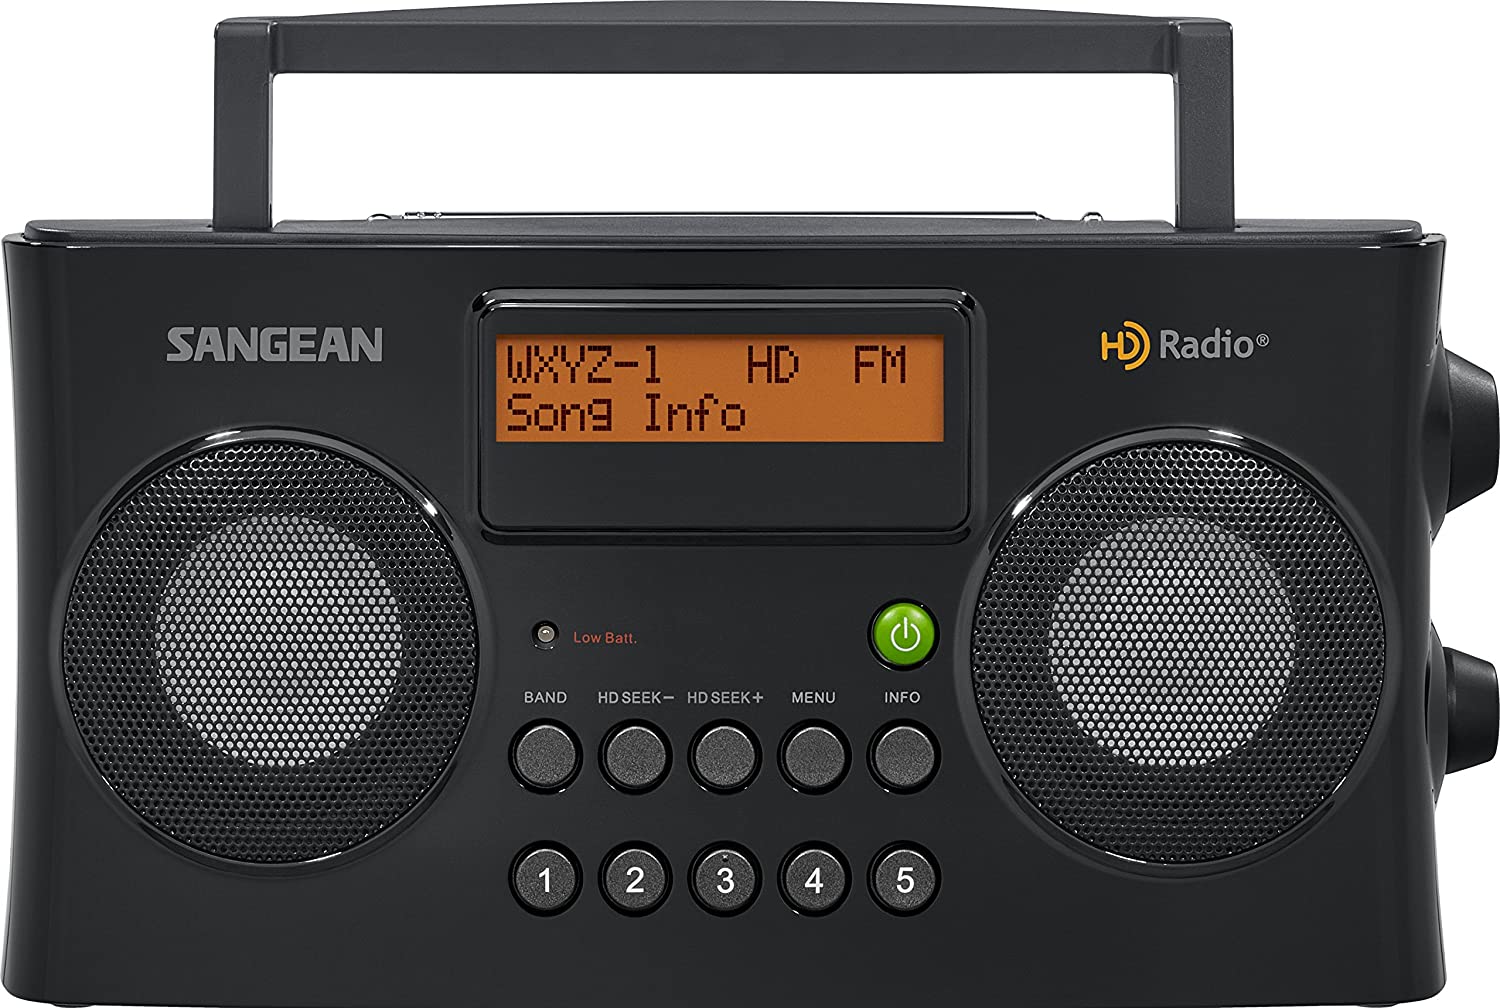 SANGEAN
WXYZ-1 HD FM
Song Info
HD Radio®
Low Batt.
BAND HD SEEK− HD SEEK+ MENU INFO
1 2 3 4 5